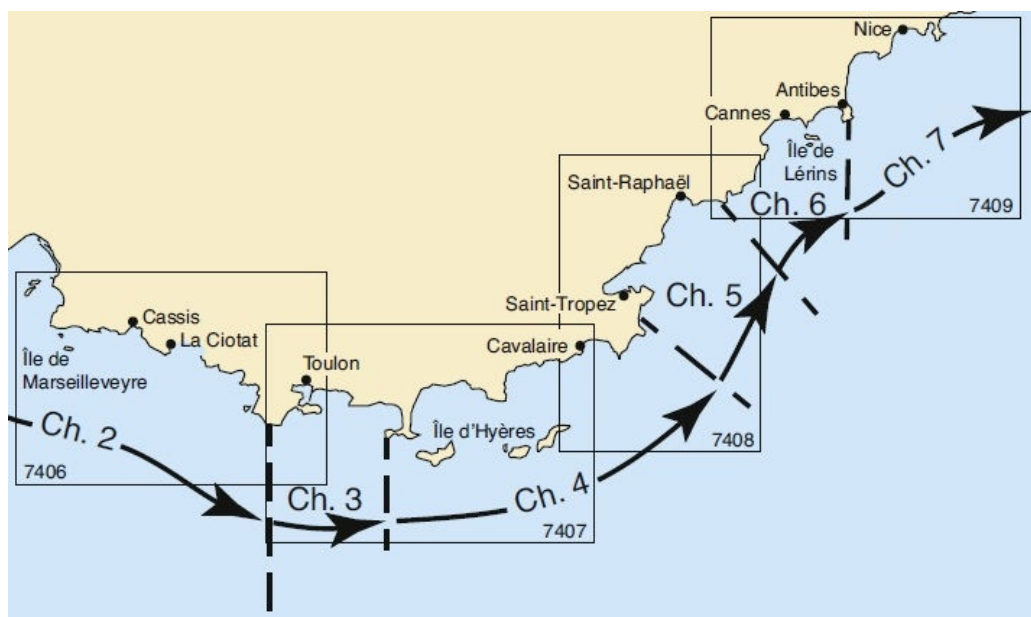 Nice
Antibes
Cannes
Île de
Lérins
Ch. 7
Saint-Raphaël
Ch. 6
7409
Saint-Tropez
Ch. 5
Cassis
La Ciotat
Île de
Marseilleveyre
Toulon
Cavalaire
Île d'Hyères
7408
Ch. 2
7406
Ch. 3
Ch. 4
7407